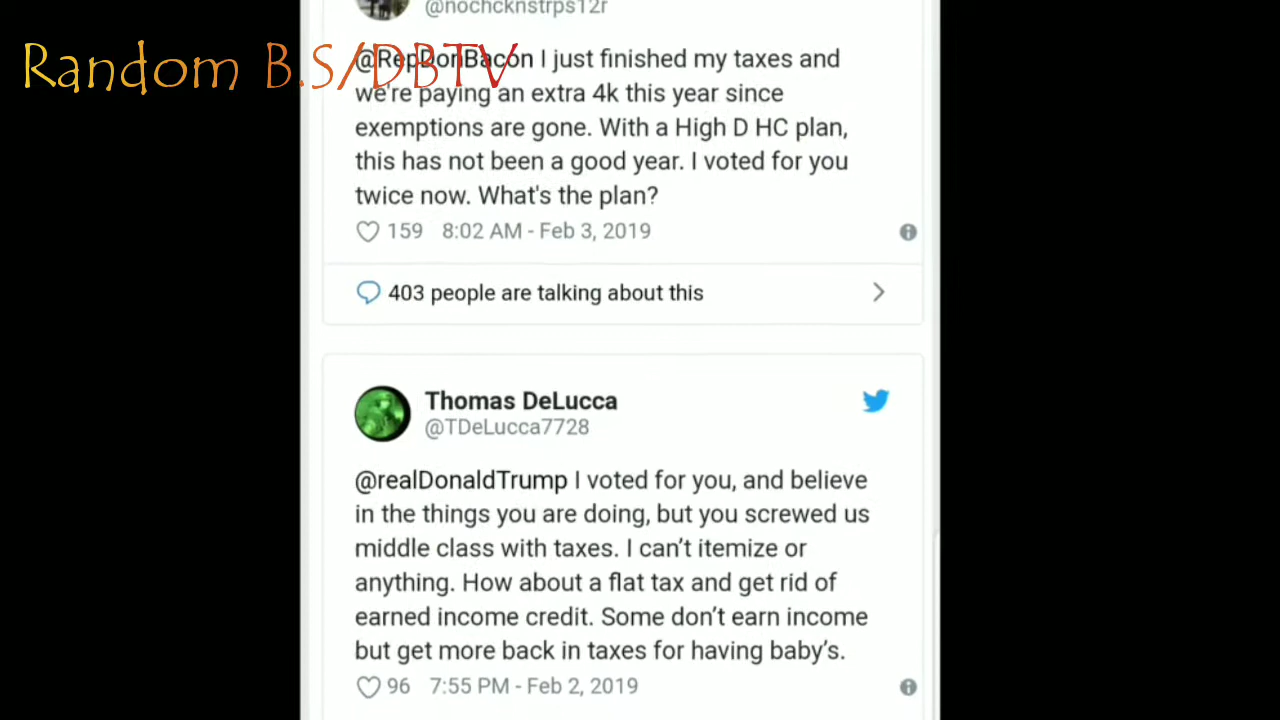 @nochcknstrps12r
Random B.S/DBTV
@RepDonBacon I just finished my taxes and
we're paying an extra 4k this year since
exemptions are gone. With a High D HC plan,
this has not been a good year. I voted for you
twice now. What's the plan?
159 8:02 AM - Feb 3, 2019
403 people are talking about this
Thomas DeLucca
@TDeLucca7728
@realDonaldTrump I voted for you, and believe
in the things you are doing, but you screwed us
middle class with taxes. I can't itemize or
anything. How about a flat tax and get rid of
earned income credit. Some don't earn income
but get more back in taxes for having baby's.
96 7:55 PM - Feb 2, 2019